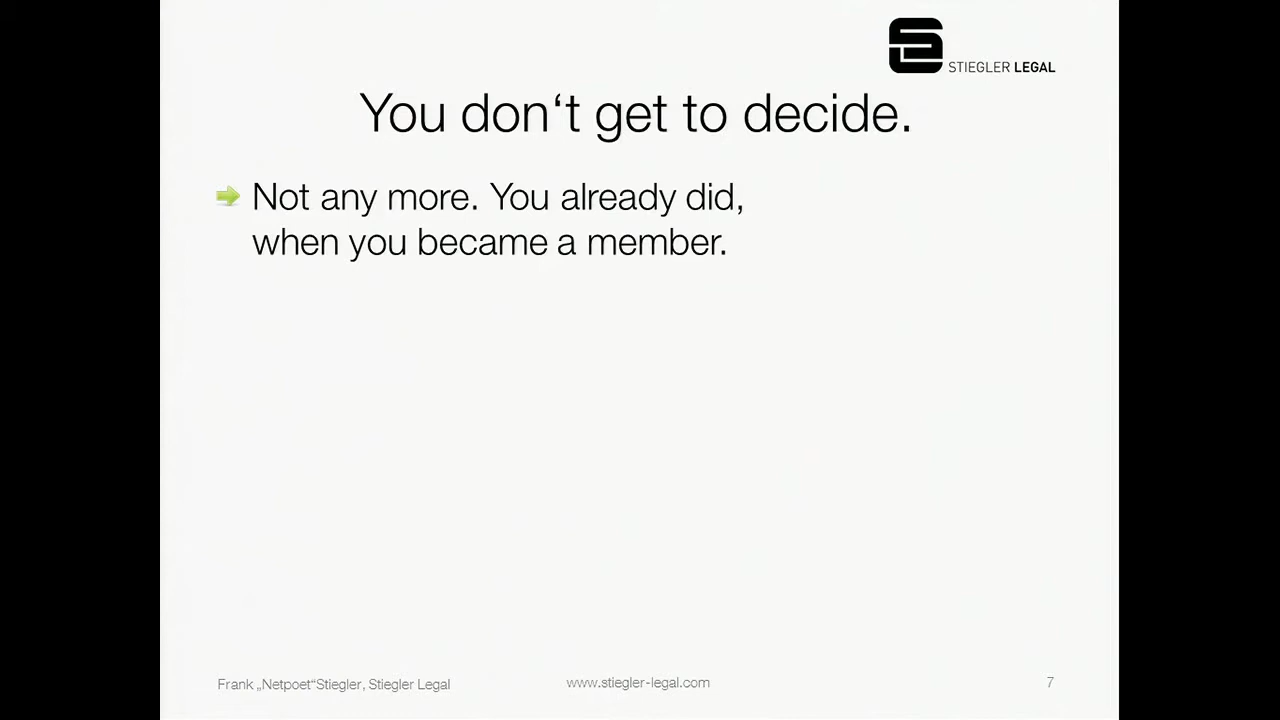 STIEGLER LEGAL
You don‘t get to decide.
Not any more. You already did,
when you became a member.
Frank „Netpoet“Stiegler, Stiegler Legal
www.stiegler-legal.com
7